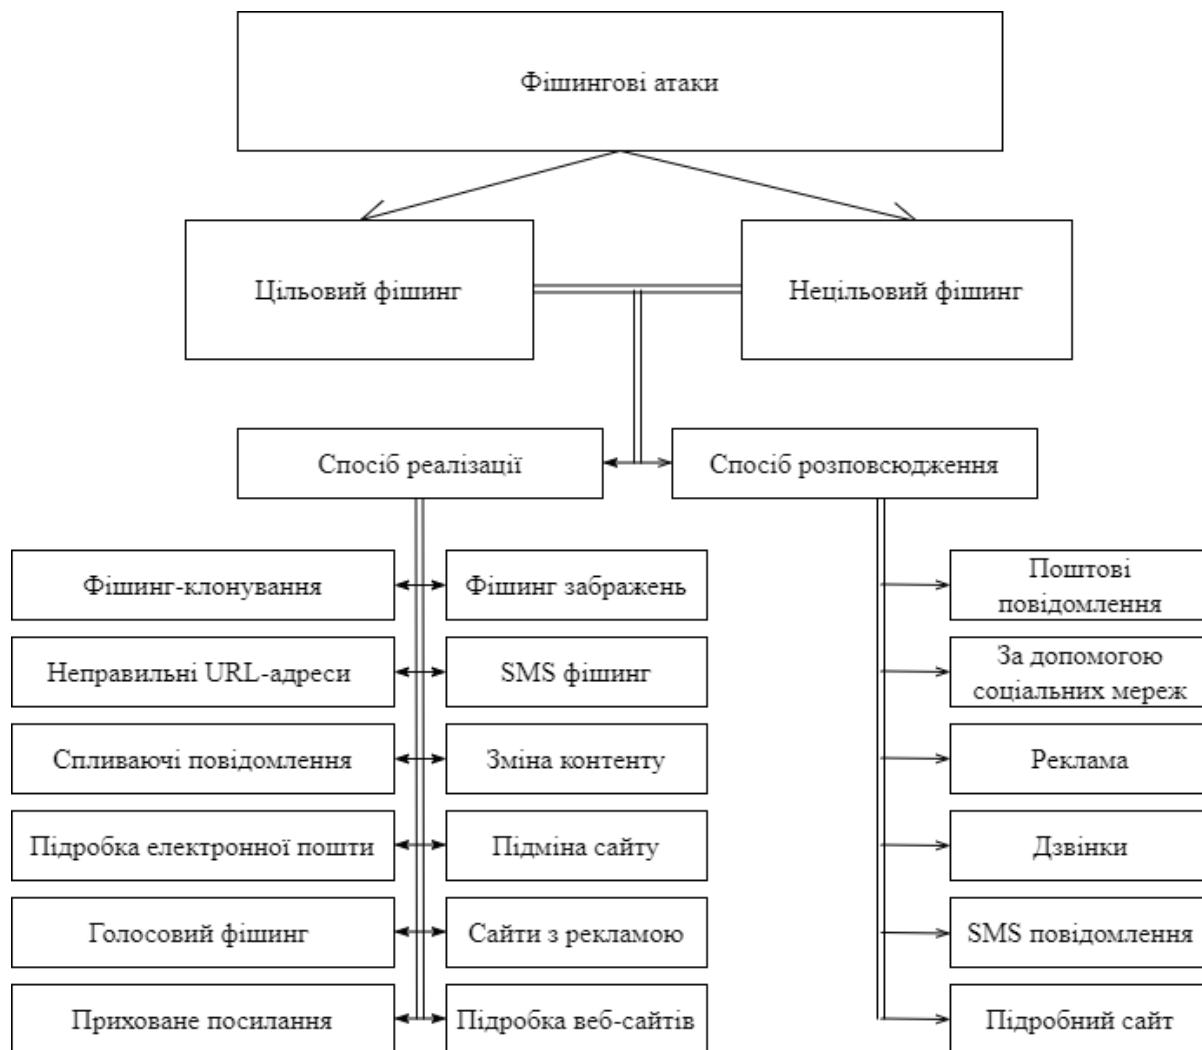 Фішингові атаки
Цільовий фішинг
Нецільовий фішинг
Спосіб реалізації
Спосіб розповсюдження
Фішинг-клонування
Фішинг забражень
Поштові
повідомлення
Неправильні URL-адреси
SMS фішинг
За допомогою
соціальних мереж
Спливаючі повідомлення
Зміна контенту
Реклама
Підробка електронної пошти
Підміна сайту
Дзвінки
Голосовий фішинг
Сайти з рекламою
SMS повідомлення
Приховане посилання
Підробка веб-сайтів
Підробний сайт